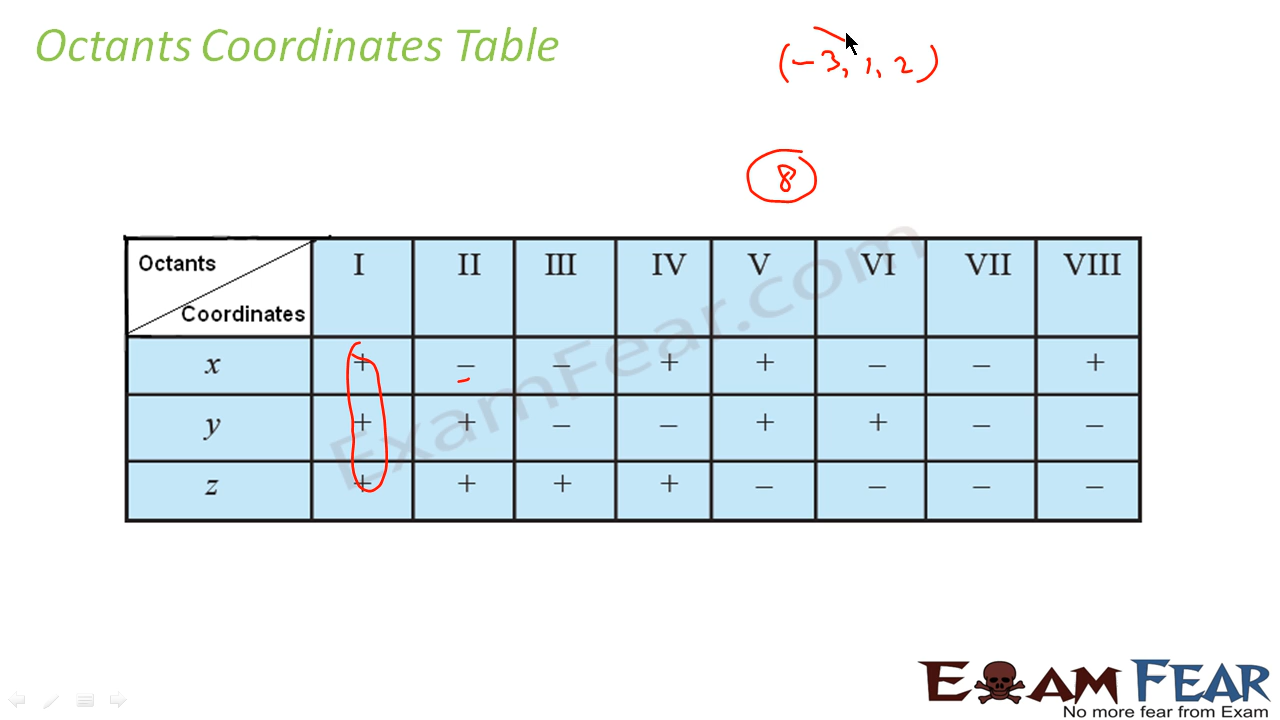 Octants Coordinates Table
(-3, 1, 2)
8
Octants I II III IV V VI VII VIII
Coordinates
x + – – + + – – +
y + + – – + + – –
z + + + + – – – –
ExamFear.com
EXAM FEAR
No more fear from Exam